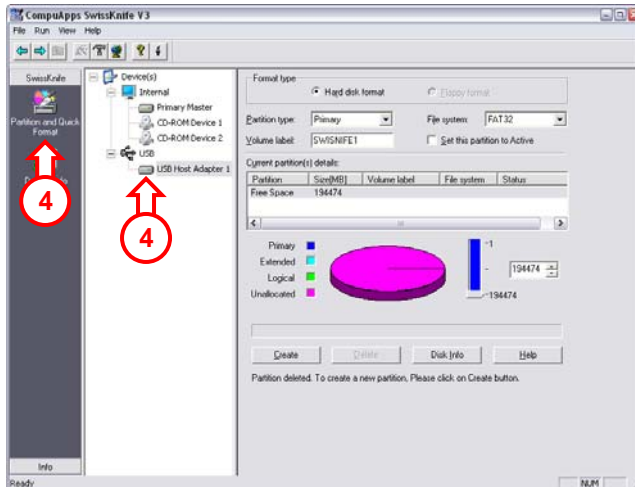 CompuApps SwissKnife V3
File Run View Help
SwissKnife
Partition and Quick
Format
4
Info
Device(s)
Internal
Primary Master
CD-ROM Device 1
CD-ROM Device 2
USB
USB Host Adapter 1
4
Format type
Hard disk format
Floppy format
Partition type: Primary
File system: FAT32
Volume label: SWISNIFE1
Set this partition to Active
Current partition(s) details:
Partition Size(MB) Volume label File system Status
Free Space 194474
Primary
Extended
Logical
Unallocated
-1
-
194474
-194474
Create Delete Disk Info Help
Partition deleted. To create a new partition, Please click on Create button.
Ready NUM